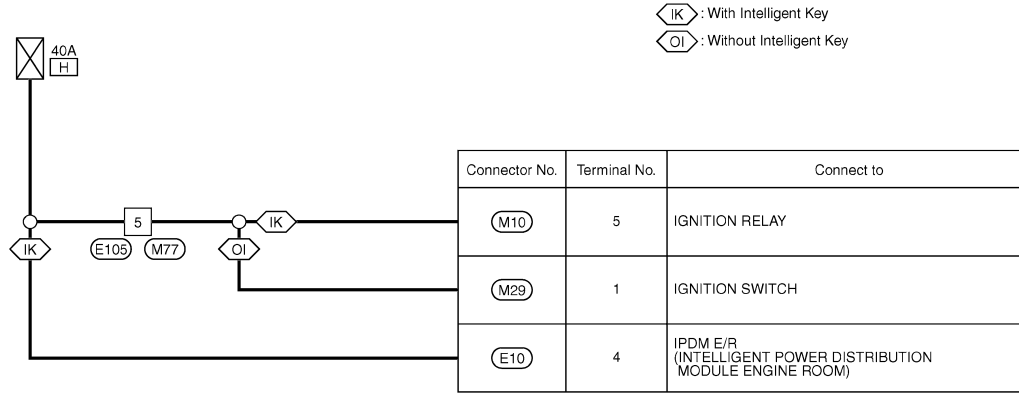 IK : With Intelligent Key
OI : Without Intelligent Key
40A
H
Connector No. Terminal No. Connect to
5 IK M10 5 IGNITION RELAY
IK E105 M77 OI
M29 1 IGNITION SWITCH
E10 4 IPDM E/R
(INTELLIGENT POWER DISTRIBUTION
MODULE ENGINE ROOM)